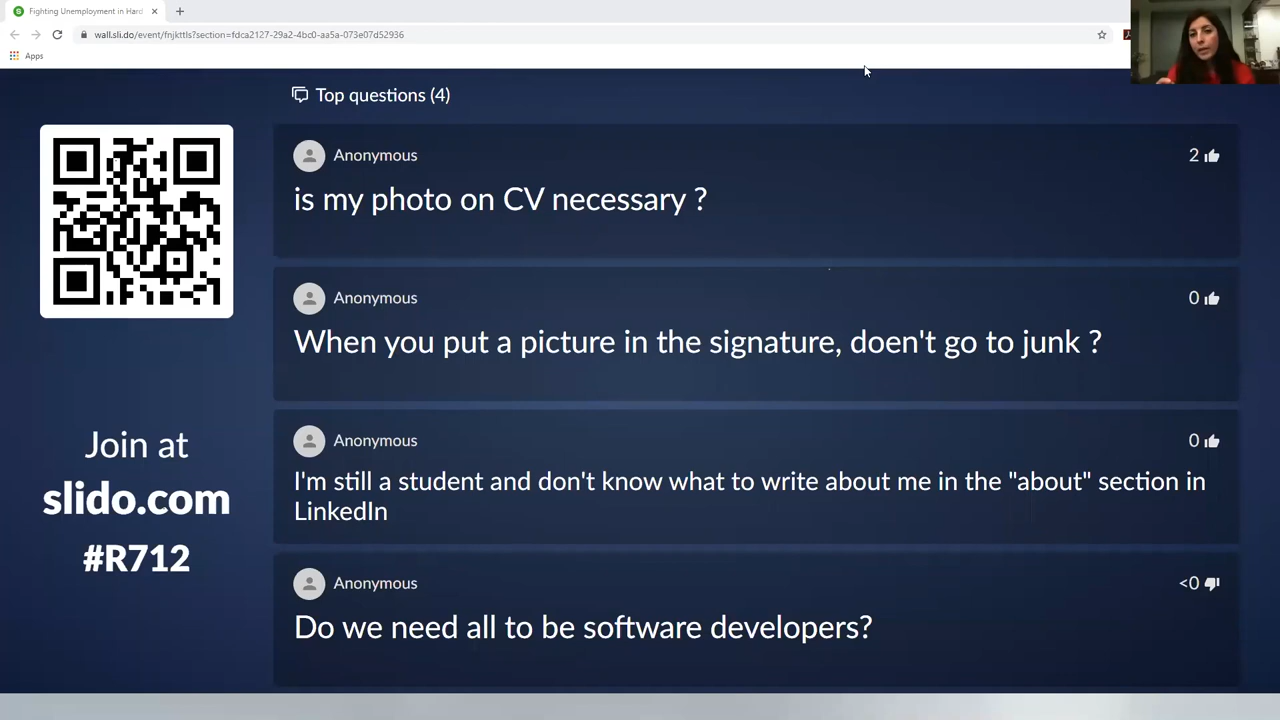 Fighting Unemployment in Hard
wall.sli.do/event/fnjkttls?section=fdca2127-29a2-4bc0-aa5a-073e07d52936
Apps
Top questions (4)
Anonymous
2
is my photo on CV necessary ?
Anonymous
0
When you put a picture in the signature, doen't go to junk ?
Anonymous
0
I'm still a student and don't know what to write about me in the "about" section in
LinkedIn
Anonymous
<0
Do we need all to be software developers?
Join at
slido.com
#R712